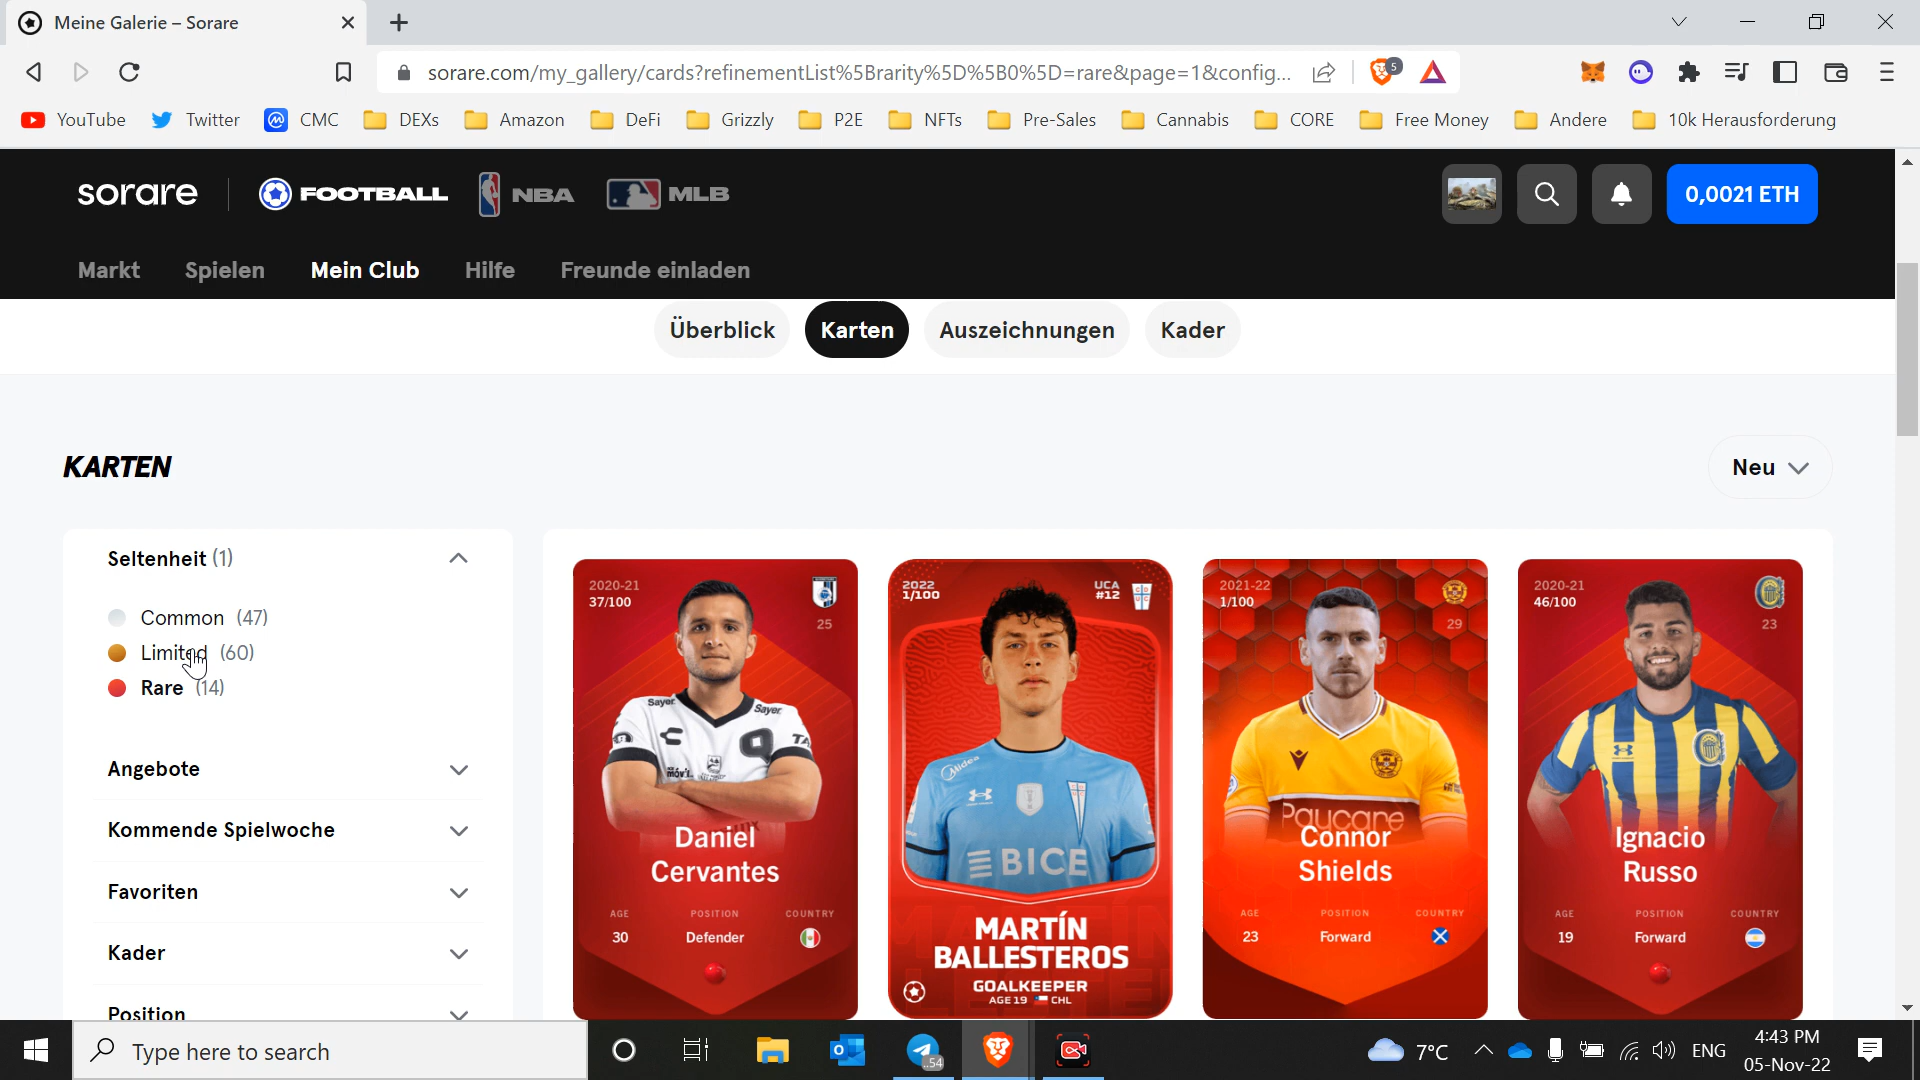 Meine Galerie – Sorare
sorare.com/my_gallery/cards?refinementList%5Brarity%5D%5B0%5D=rare&page=1&config...
5
YouTube
Twitter
CMC
DEXs
Amazon
DeFi
Grizzly
P2E
NFTs
Pre-Sales
Cannabis
CORE
Free Money
Andere
10k Herausforderung
sorare
FOOTBALL
NBA
MLB
0,0021 ETH
Markt
Spielen
Mein Club
Hilfe
Freunde einladen
Überblick
Karten
Auszeichnungen
Kader
KARTEN
Neu
Seltenheit (1)
Common (47)
Limited (60)
Rare (14)
Angebote
Kommende Spielwoche
Favoriten
Kader
Position
2020-21
37/100
25
Sayer
Sayer
Daniel
Cervantes
AGE POSITION COUNTRY
30 Defender
2022
1/100
UCA
#12
Midea
BICE
MARTÍN
BALLESTEROS
GOALKEEPER
AGE 19 CHL
2021-22
1/100
29
Paucare
Connor
Shields
AGE POSITION COUNTRY
23 Forward
2020-21
46/100
23
Ignacio
Russo
AGE POSITION COUNTRY
19 Forward
Type here to search
54
7°C
ENG
4:43 PM
05-Nov-22